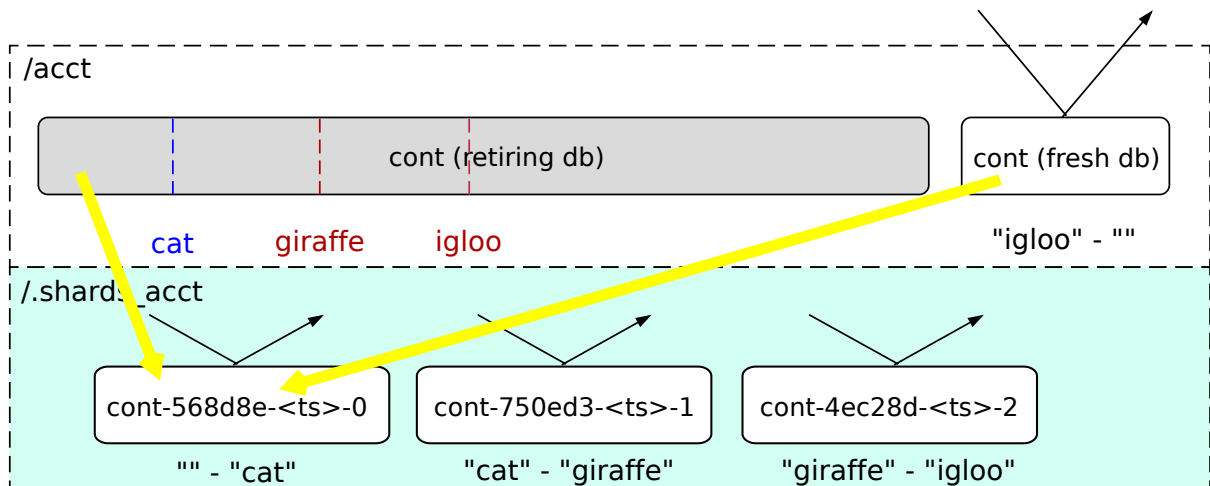 /acct
cont (retiring db)
cont (fresh db)
cat
giraffe
igloo
"igloo" - ""
/.shards_acct
cont-568d8e-<ts>-0
cont-750ed3-<ts>-1
cont-4ec28d-<ts>-2
"" - "cat"
"cat" - "giraffe"
"giraffe" - "igloo"